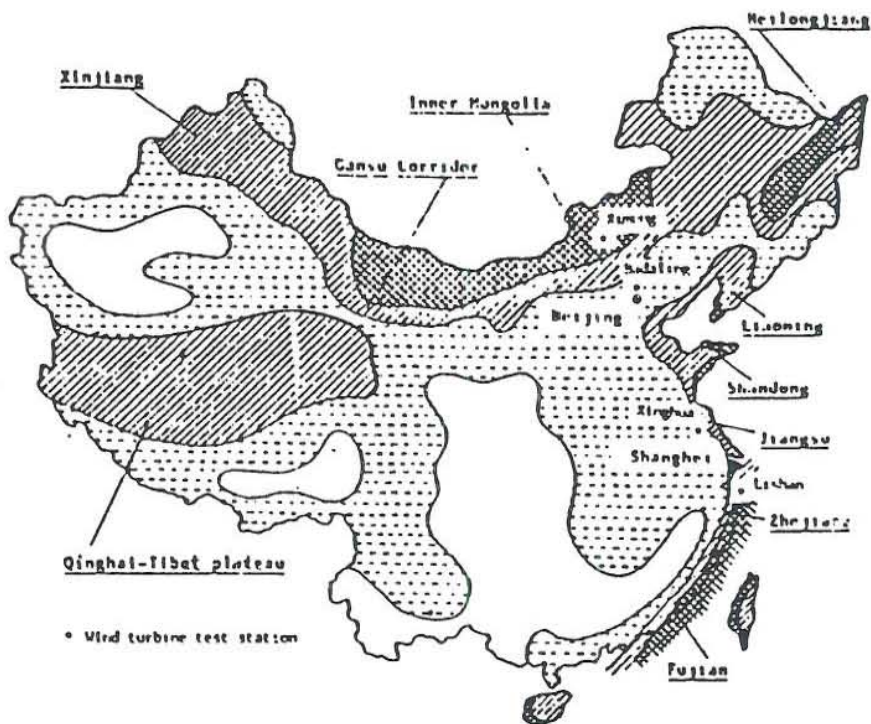 Heilongjiang
Xinjiang
Inner Mongolia
Gansu Corridor
Beijing
Liaoning
Shandong
Xinghua
Jiangsu
Shanghai
Zhejiang
Qinghai-Tibet plateau
° Wind turbine test station
Fujian